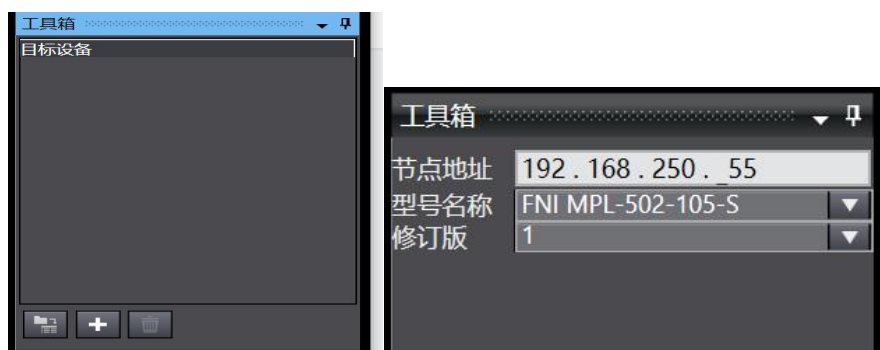 工具箱
目标设备
工具箱
节点地址 192 . 168 . 250 . _55
型号名称 FNI MPL-502-105-S
修订版 1